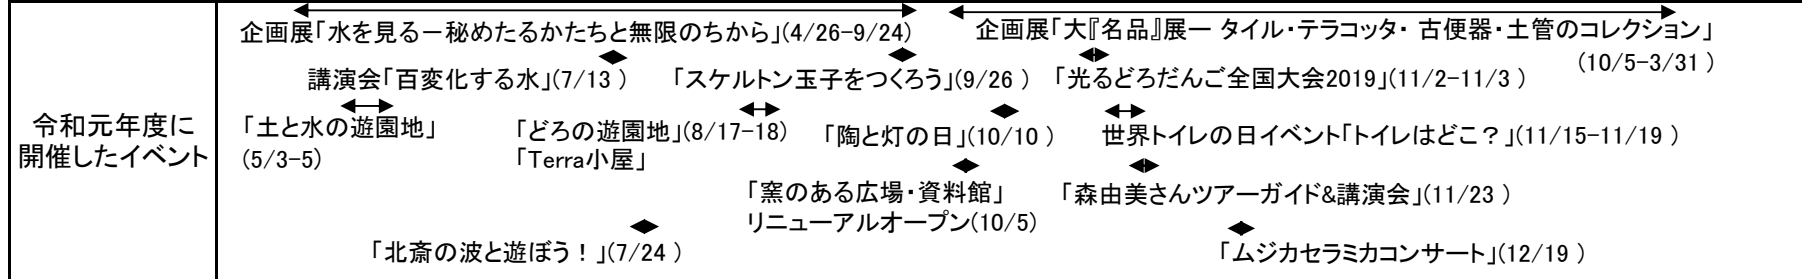 令和元年度に
開催したイベント
企画展「水を見る－秘めたるかたちと無限のちから」(4/26-9/24)
企画展「大『名品』展— タイル・テラコッタ・ 古便器・土管のコレクション」
(10/5-3/31 )
講演会「百変化する水」(7/13 )
「スケルトン玉子をつくろう」(9/26 )
「光るどろだんご全国大会2019」(11/2-11/3 )
「土と水の遊園地」
(5/3-5)
「どろの遊園地」(8/17-18)
「Terra小屋」
「陶と灯の日」(10/10 )
世界トイレの日イベント「トイレはどこ？」(11/15-11/19 )
「窯のある広場・資料館」
リニューアルオープン(10/5)
「森由美さんツアーガイド&講演会」(11/23 )
「北斎の波と遊ぼう！」(7/24 )
「ムジカセラミカコンサート」(12/19 )